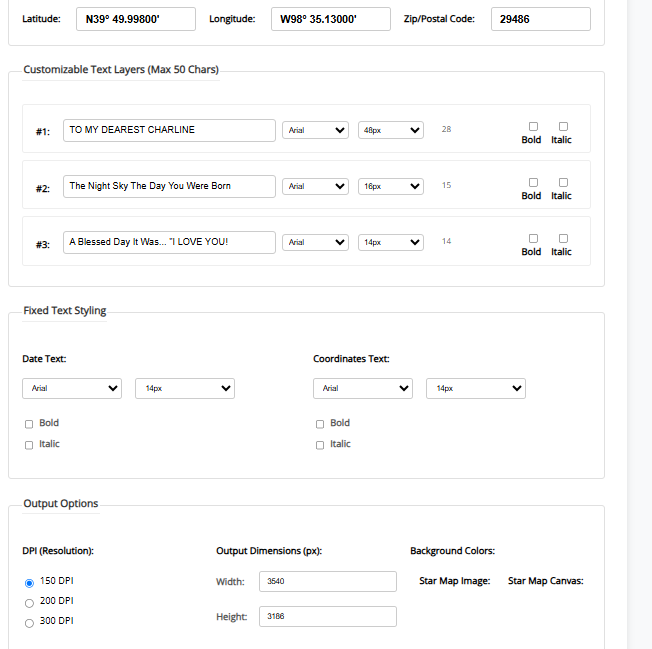 Latitude: N39° 49.99800' Longitude: W98° 35.13000' Zip/Postal Code: 29486
Customizable Text Layers (Max 50 Chars)
#1: TO MY DEAREST CHARLINE Arial 48px 28
Bold Italic
#2: The Night Sky The Day You Were Born Arial 16px 15
Bold Italic
#3: A Blessed Day It Was... "I LOVE YOU! Arial 14px 14
Bold Italic
Fixed Text Styling
Date Text: Coordinates Text:
Arial 14px Arial 14px
Bold Bold
Italic Italic
Output Options
DPI (Resolution): Output Dimensions (px): Background Colors:
150 DPI Width: 3540 Star Map Image: Star Map Canvas:
200 DPI
Height: 3186
300 DPI